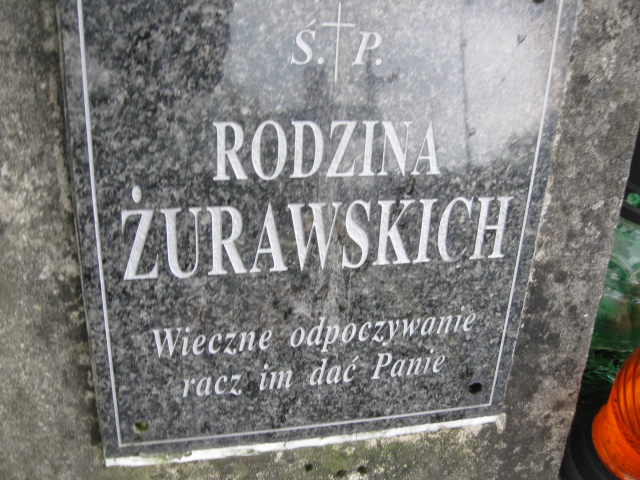 Ś. P.
RODZINA
ŻURAWSKICH
Wieczne odpoczywanie
racz im dać Panie